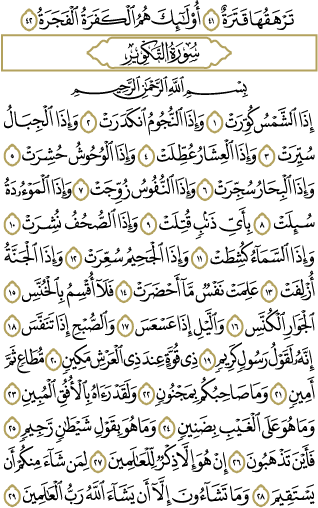 تَرْهَقُهَا قَتَرَةٌ ٤١ أُوْلَٰٓئِكَ هُمُ ٱلْكَفَرَةُ ٱلْفَجَرَةُ ٤٢
سُورَةُ التَّكْوِيرِ
بِسْمِ ٱللَّهِ ٱلرَّحْمَٰنِ ٱلرَّحِيمِ
إِذَا ٱلشَّمْسُ كُوِّرَتْ ١ وَإِذَا ٱلنُّجُومُ ٱنكَدَرَتْ ٢ وَإِذَا ٱلْجِبَالُ
سُيِّرَتْ ٣ وَإِذَا ٱلْعِشَارُ عُطِّلَتْ ٤ وَإِذَا ٱلْوُحُوشُ حُشِرَتْ ٥
وَإِذَا ٱلْبِحَارُ سُجِّرَتْ ٦ وَإِذَا ٱلنُّفُوسُ زُوِّجَتْ ٧ وَإِذَا ٱلْمَوْءُۥدَةُ
سُئِلَتْ ٨ بِأَىِّ ذَنۢبٍ قُتِلَتْ ٩ وَإِذَا ٱلصُّحُفُ نُشِرَتْ ١٠
وَإِذَا ٱلسَّمَآءُ كُشِطَتْ ١١ وَإِذَا ٱلْجَحِيمُ سُعِّرَتْ ١٢ وَإِذَا ٱلْجَنَّةُ
أُزْلِفَتْ ١٣ عَلِمَتْ نَفْسٌ مَّآ أَحْضَرَتْ ١٤ فَلَآ أُقْسِمُ بِٱلْخُنَّسِ ١٥
ٱلْجَوَارِ ٱلْكُنَّسِ ١٦ وَٱلَّيْلِ إِذَا عَسْعَسَ ١٧ وَٱلصُّبْحِ إِذَا تَنَفَّسَ ١٨
إِنَّهُۥ لَقَوْلُ رَسُولٍ كَرِيمٍ ١٩ ذِى قُوَّةٍ عِندَ ذِى ٱلْعَرْشِ مَكِينٍ ٢٠ مُّطَاعٍ ثَمَّ
أَمِينٍ ٢١ وَمَا صَاحِبُكُم بِمَجْنُونٍ ٢٢ وَلَقَدْ رَءَاهُ بِٱلْأُفُقِ ٱلْمُبِينِ ٢٣
وَمَا هُوَ عَلَى ٱلْغَيْبِ بِضَنِينٍ ٢٤ وَمَا هُوَ بِقَوْلِ شَيْطَٰنٍ رَّجِيمٍ ٢٥
فَأَيْنَ تَذْهَبُونَ ٢٦ إِنْ هُوَ إِلَّا ذِكْرٌ لِّلْعَٰلَمِينَ ٢٧ لِمَن شَآءَ مِنكُمْ أَن
يَسْتَقِيمَ ٢٨ وَمَا تَشَآءُونَ إِلَّآ أَن يَشَآءَ ٱللَّهُ رَبُّ ٱلْعَٰلَمِينَ ٢٩